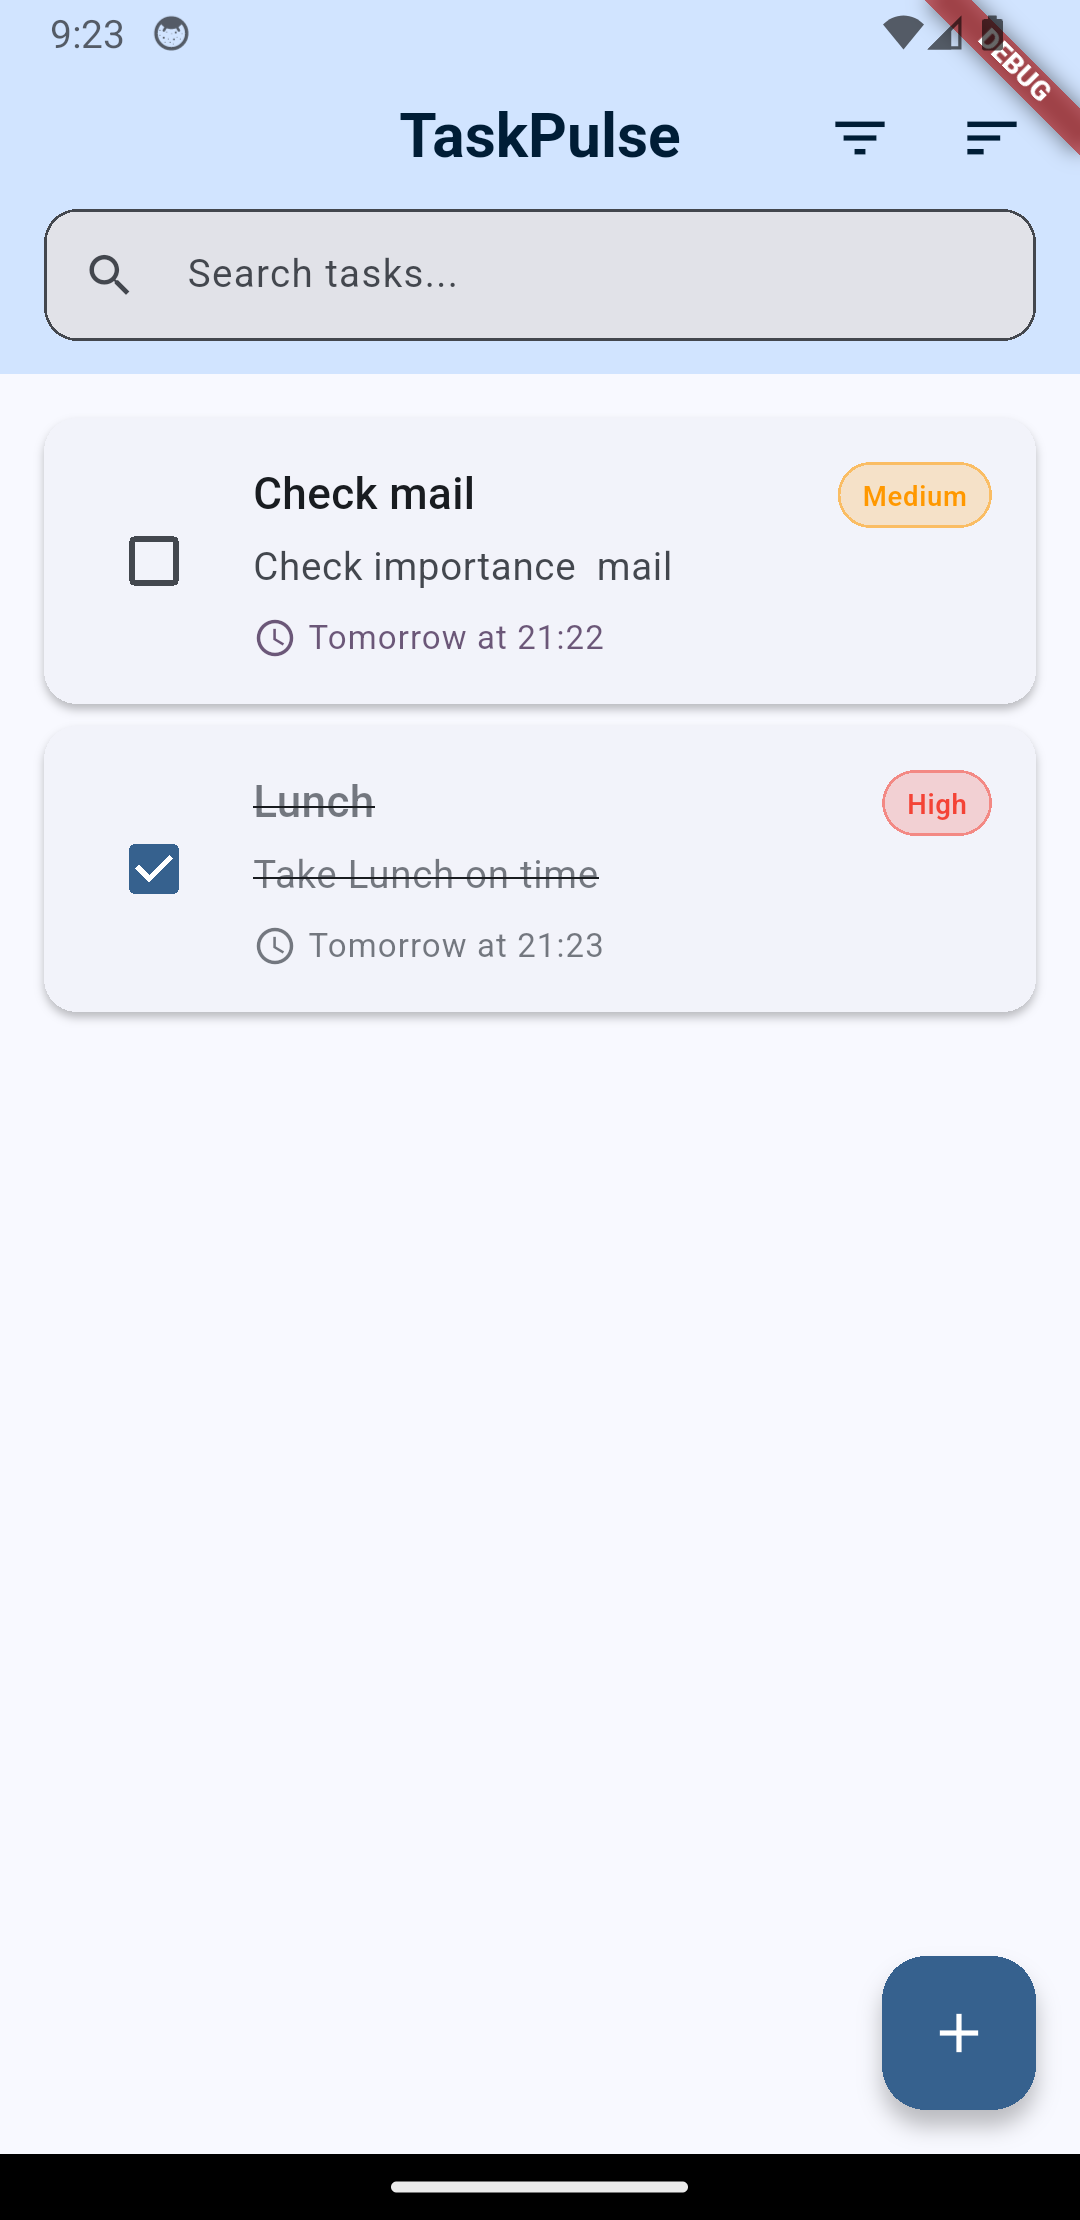 9:23
DEBUG
TaskPulse
Search tasks...
Check mail
Medium
Check importance  mail
Tomorrow at 21:22
Lunch
High
Take Lunch on time
Tomorrow at 21:23